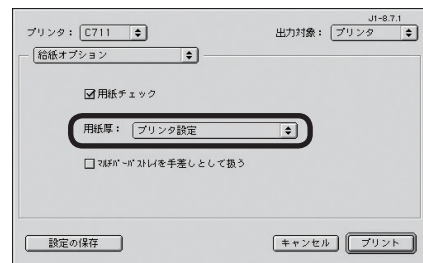 J1-8.7.1
プリンタ： C711 出力対象： プリンタ
給紙オプション
用紙チェック
用紙厚： プリンタ設定
ﾏﾙﾁﾊﾟｰﾊﾟｽﾄﾚｲを手差しとして扱う
設定の保存 キャンセル プリント